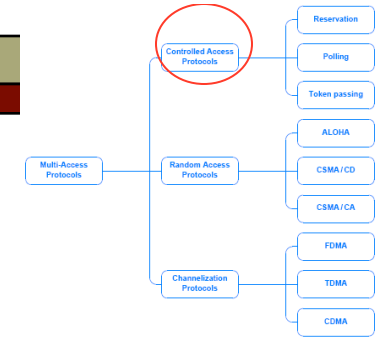 Reservation
Controlled Access
Protocols
Polling
Token passing
ALOHA
Multi-Access
Protocols
Random Access
Protocols
CSMA / CD
CSMA / CA
FDMA
Channelization
Protocols
TDMA
CDMA